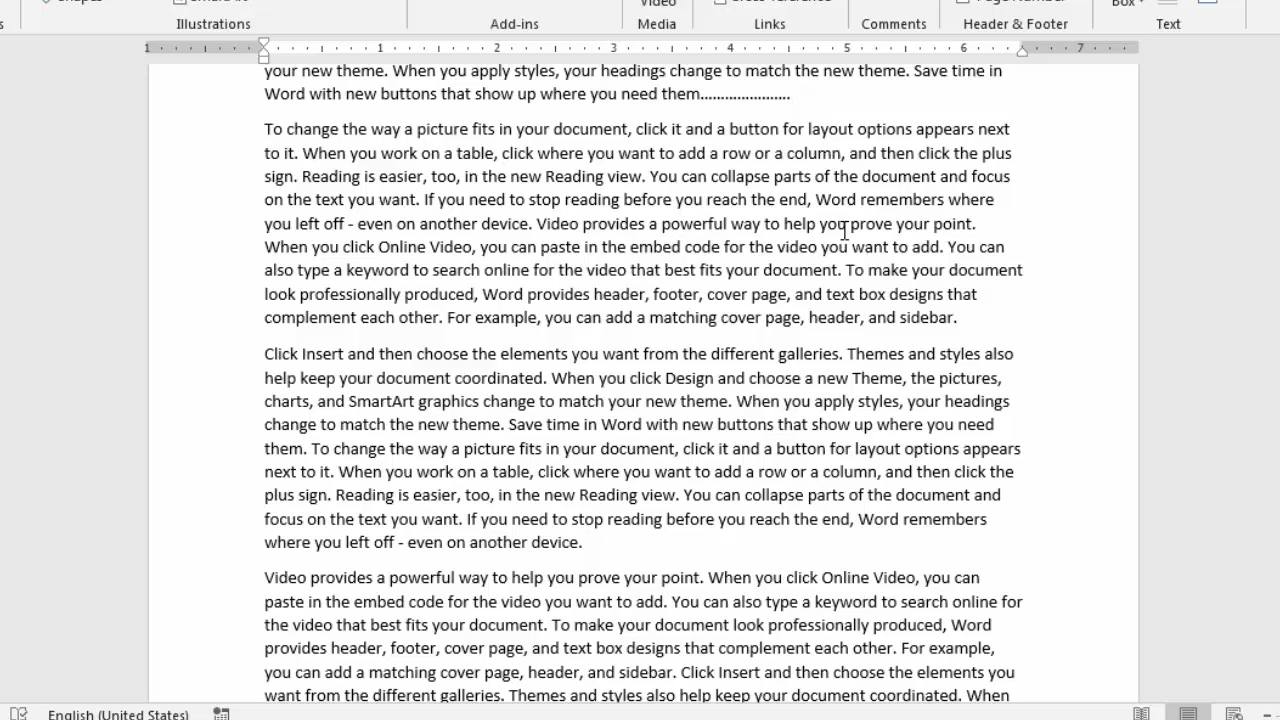 Video
Illustrations
Add-ins
Media
Links
Comments
Header & Footer
Text
Box
1 1 2 3 4 5 6 7
your new theme. When you apply styles, your headings change to match the new theme. Save time in
Word with new buttons that show up where you need them......................
To change the way a picture fits in your document, click it and a button for layout options appears next
to it. When you work on a table, click where you want to add a row or a column, and then click the plus
sign. Reading is easier, too, in the new Reading view. You can collapse parts of the document and focus
on the text you want. If you need to stop reading before you reach the end, Word remembers where
you left off - even on another device. Video provides a powerful way to help you prove your point.
When you click Online Video, you can paste in the embed code for the video you want to add. You can
also type a keyword to search online for the video that best fits your document. To make your document
look professionally produced, Word provides header, footer, cover page, and text box designs that
complement each other. For example, you can add a matching cover page, header, and sidebar.
Click Insert and then choose the elements you want from the different galleries. Themes and styles also
help keep your document coordinated. When you click Design and choose a new Theme, the pictures,
charts, and SmartArt graphics change to match your new theme. When you apply styles, your headings
change to match the new theme. Save time in Word with new buttons that show up where you need
them. To change the way a picture fits in your document, click it and a button for layout options appears
next to it. When you work on a table, click where you want to add a row or a column, and then click the
plus sign. Reading is easier, too, in the new Reading view. You can collapse parts of the document and
focus on the text you want. If you need to stop reading before you reach the end, Word remembers
where you left off - even on another device.
Video provides a powerful way to help you prove your point. When you click Online Video, you can
paste in the embed code for the video you want to add. You can also type a keyword to search online for
the video that best fits your document. To make your document look professionally produced, Word
provides header, footer, cover page, and text box designs that complement each other. For example,
you can add a matching cover page, header, and sidebar. Click Insert and then choose the elements you
want from the different galleries. Themes and styles also help keep your document coordinated. When
English (United States)